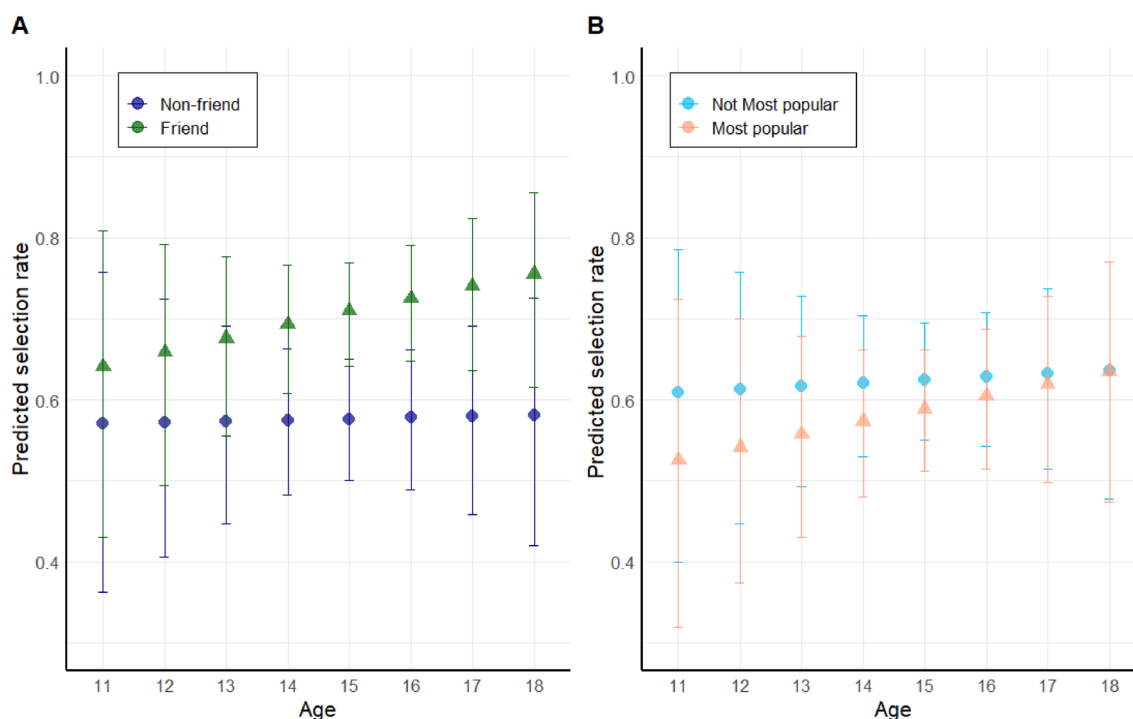 A
Non-friend
Friend
1.0
0.8
0.6
0.4
Predicted selection rate
11 12 13 14 15 16 17 18
Age
B
Not Most popular
Most popular
1.0
0.8
0.6
0.4
Predicted selection rate
11 12 13 14 15 16 17 18
Age